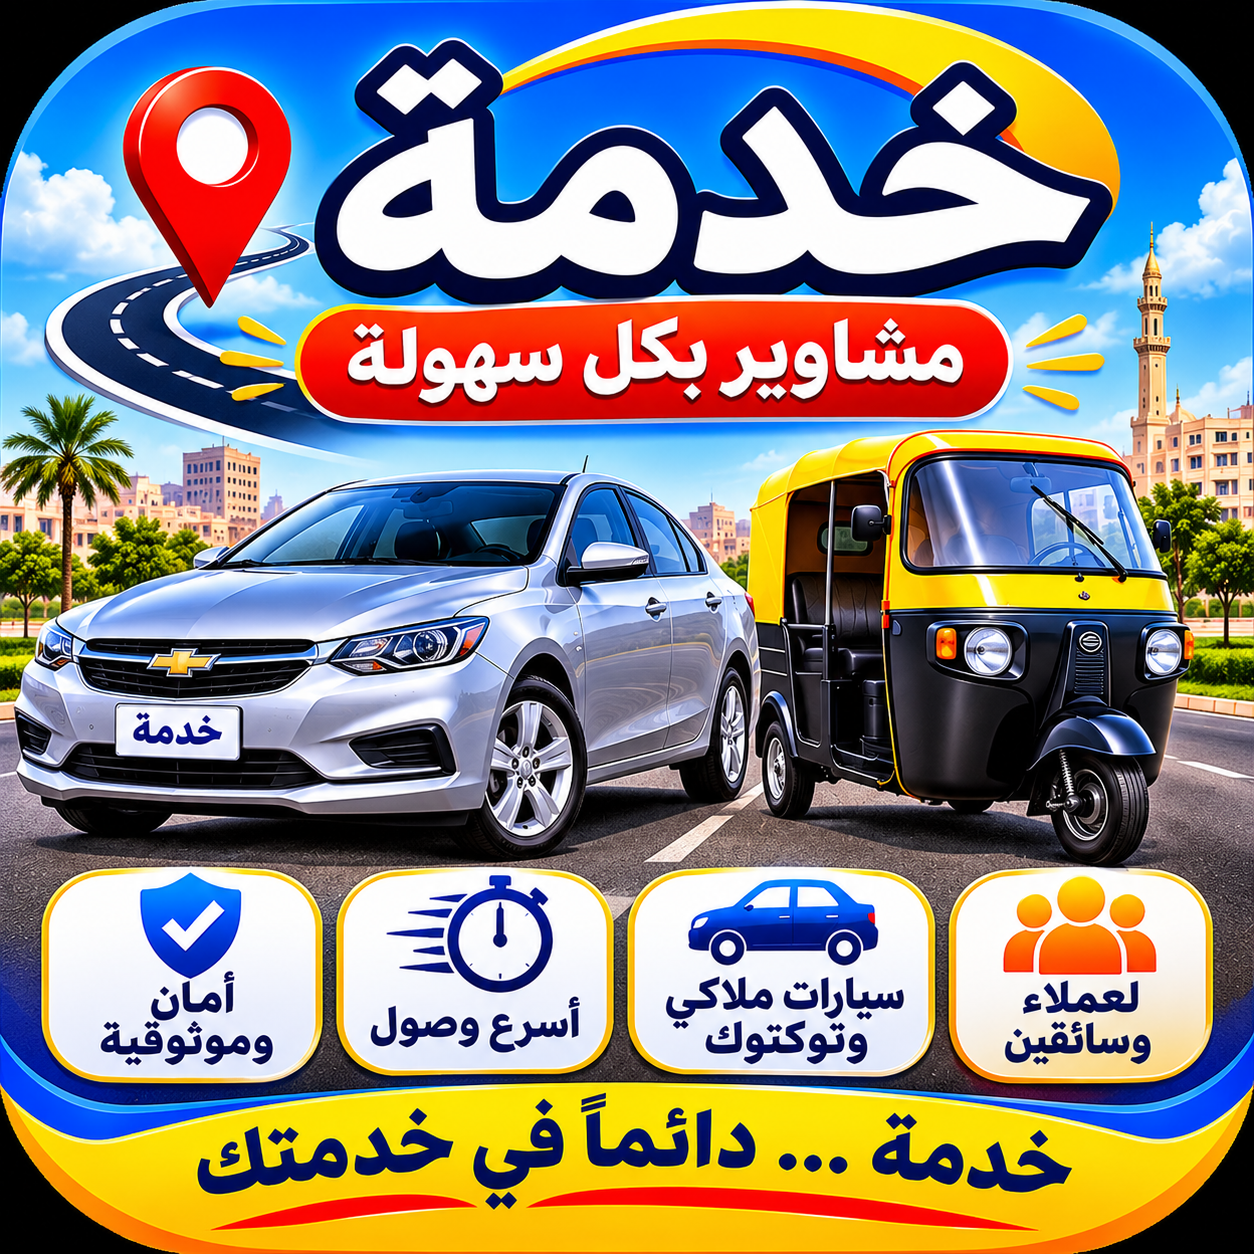 خدمة
مشاوير بكل سهولة
خدمة
لعملاء
وسائقين
سيارات ملاكي
وتوكتوك
أسرع وصول
أمان
وموثوقية
خدمة ... دائماً في خدمتك